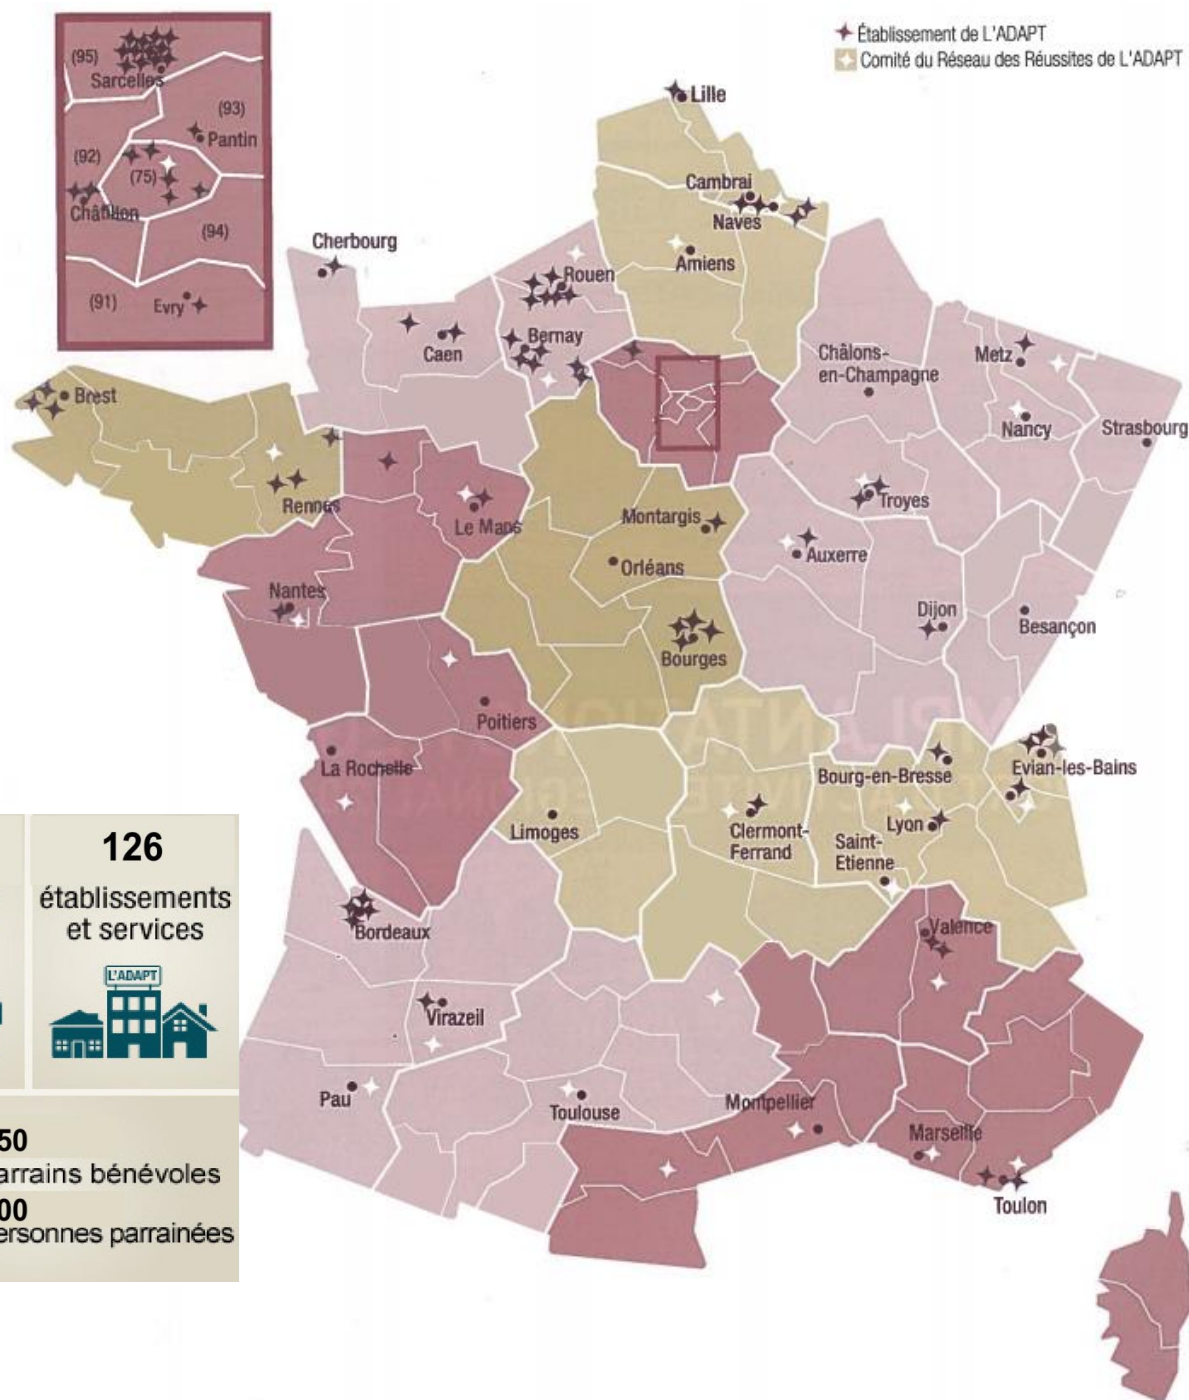 Établissement de L'ADAPT
Comité du Réseau des Réussites de L'ADAPT
(95)
Sarcelles
(93)
Pantin
(92)
(75)
Châtillon
(94)
(91)
Evry
Lille
Cambrai
Naves
Amiens
Cherbourg
Rouen
Caen
Bernay
Châlons-
en-Champagne
Metz
Nancy
Strasbourg
Brest
Rennes
Le Mans
Troyes
Montargis
Auxerre
Orléans
Nantes
Dijon
Besançon
Bourges
Poitiers
La Rochelle
Bourg-en-Bresse
Evian-les-Bains
Limoges
Clermont-
Ferrand
Lyon
Saint-
Etienne
126
établissements
et services
L'ADAPT
Bordeaux
Valence
Virazeil
Pau
Toulouse
Montpellier
Marseille
Toulon
50
arrains bénévoles
00
ersonnes parrainées